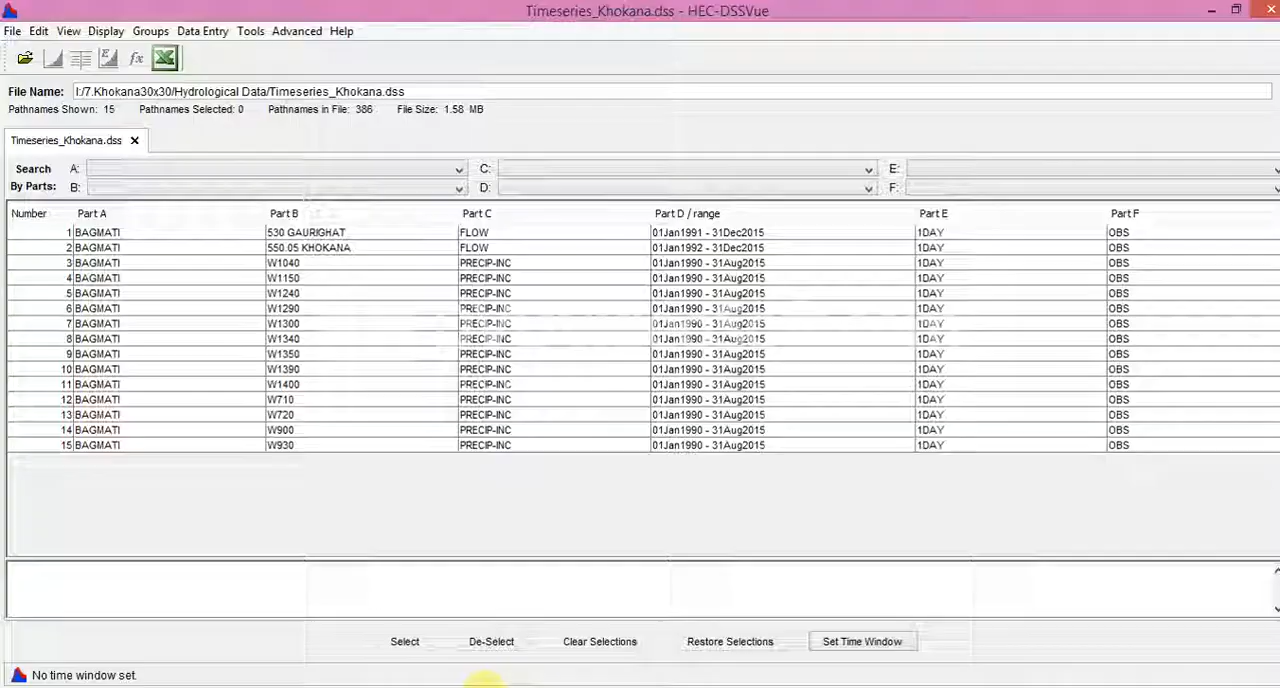 Timeseries_Khokana.dss - HEC-DSSVue
File Edit View Display Groups Data Entry Tools Advanced Help
File Name: I:/7.Khokana30x30/Hydrological Data/Timeseries_Khokana.dss
Pathnames Shown: 15 Pathnames Selected: 0 Pathnames in File: 386 File Size: 1.58 MB
Timeseries_Khokana.dss
Search A: C: E:
By Parts: B: D: F:
Number Part A Part B Part C Part D / range Part E Part F
1 BAGMATI 530 GAURIGHAT FLOW 01Jan1991 - 31Dec2015 1DAY OBS
2 BAGMATI 550.05 KHOKANA FLOW 01Jan1992 - 31Dec2015 1DAY OBS
3 BAGMATI W1040 PRECIP-INC 01Jan1990 - 31Aug2015 1DAY OBS
4 BAGMATI W1150 PRECIP-INC 01Jan1990 - 31Aug2015 1DAY OBS
5 BAGMATI W1240 PRECIP-INC 01Jan1990 - 31Aug2015 1DAY OBS
6 BAGMATI W1290 PRECIP-INC 01Jan1990 - 31Aug2015 1DAY OBS
7 BAGMATI W1300 PRECIP-INC 01Jan1990 - 31Aug2015 1DAY OBS
8 BAGMATI W1340 PRECIP-INC 01Jan1990 - 31Aug2015 1DAY OBS
9 BAGMATI W1350 PRECIP-INC 01Jan1990 - 31Aug2015 1DAY OBS
10 BAGMATI W1390 PRECIP-INC 01Jan1990 - 31Aug2015 1DAY OBS
11 BAGMATI W1400 PRECIP-INC 01Jan1990 - 31Aug2015 1DAY OBS
12 BAGMATI W710 PRECIP-INC 01Jan1990 - 31Aug2015 1DAY OBS
13 BAGMATI W720 PRECIP-INC 01Jan1990 - 31Aug2015 1DAY OBS
14 BAGMATI W900 PRECIP-INC 01Jan1990 - 31Aug2015 1DAY OBS
15 BAGMATI W930 PRECIP-INC 01Jan1990 - 31Aug2015 1DAY OBS
Select De-Select Clear Selections Restore Selections Set Time Window
No time window set.